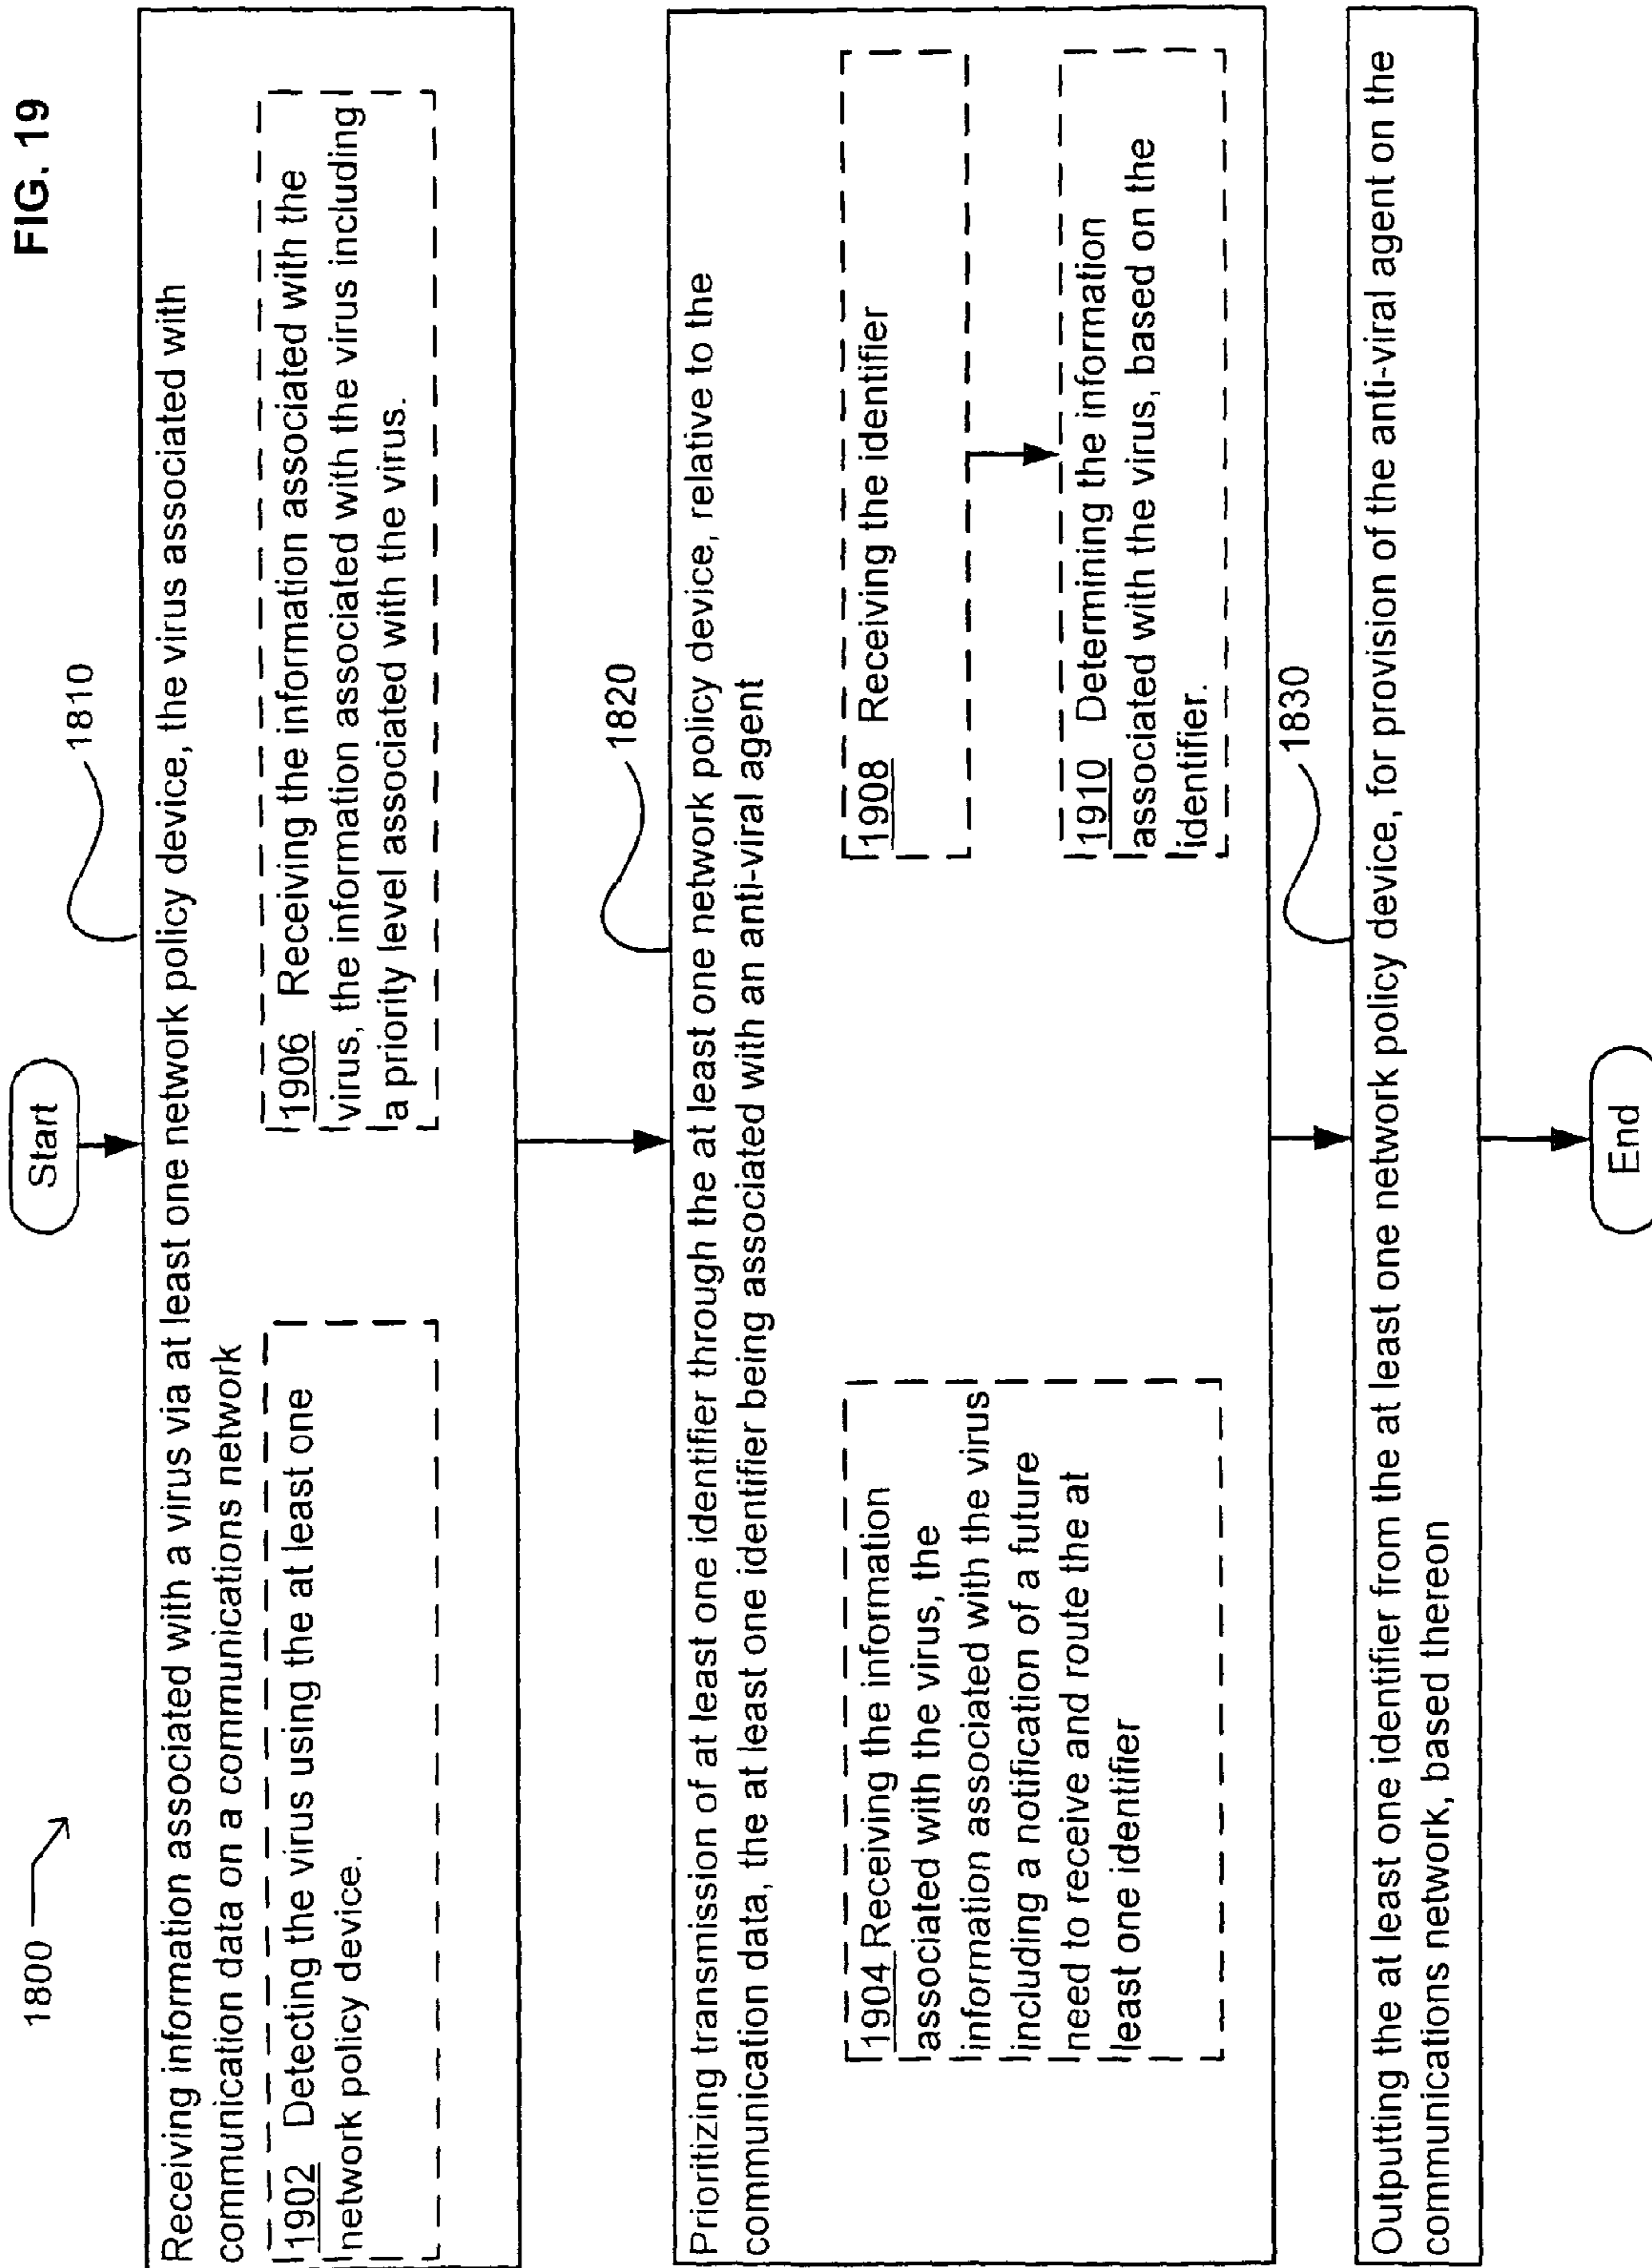 FIG. 19
1800
Start
1810
Receiving information associated with a virus via at least one network policy device, the virus associated with
communication data on a communications network
1902 Detecting the virus using the at least one
network policy device.
1906 Receiving the information associated with the
virus, the information associated with the virus including
a priority level associated with the virus.
1820
Prioritizing transmission of at least one identifier through the at least one network policy device, relative to the
communication data, the at least one identifier being associated with an anti-viral agent
1904 Receiving the information
associated with the virus, the
information associated with the virus
including a notification of a future
need to receive and route the at
least one identifier
1908 Receiving the identifier
1910 Determining the information
associated with the virus, based on the
identifier.
1830
Outputting the at least one identifier from the at least one network policy device, for provision of the anti-viral agent on the
communications network, based thereon
End